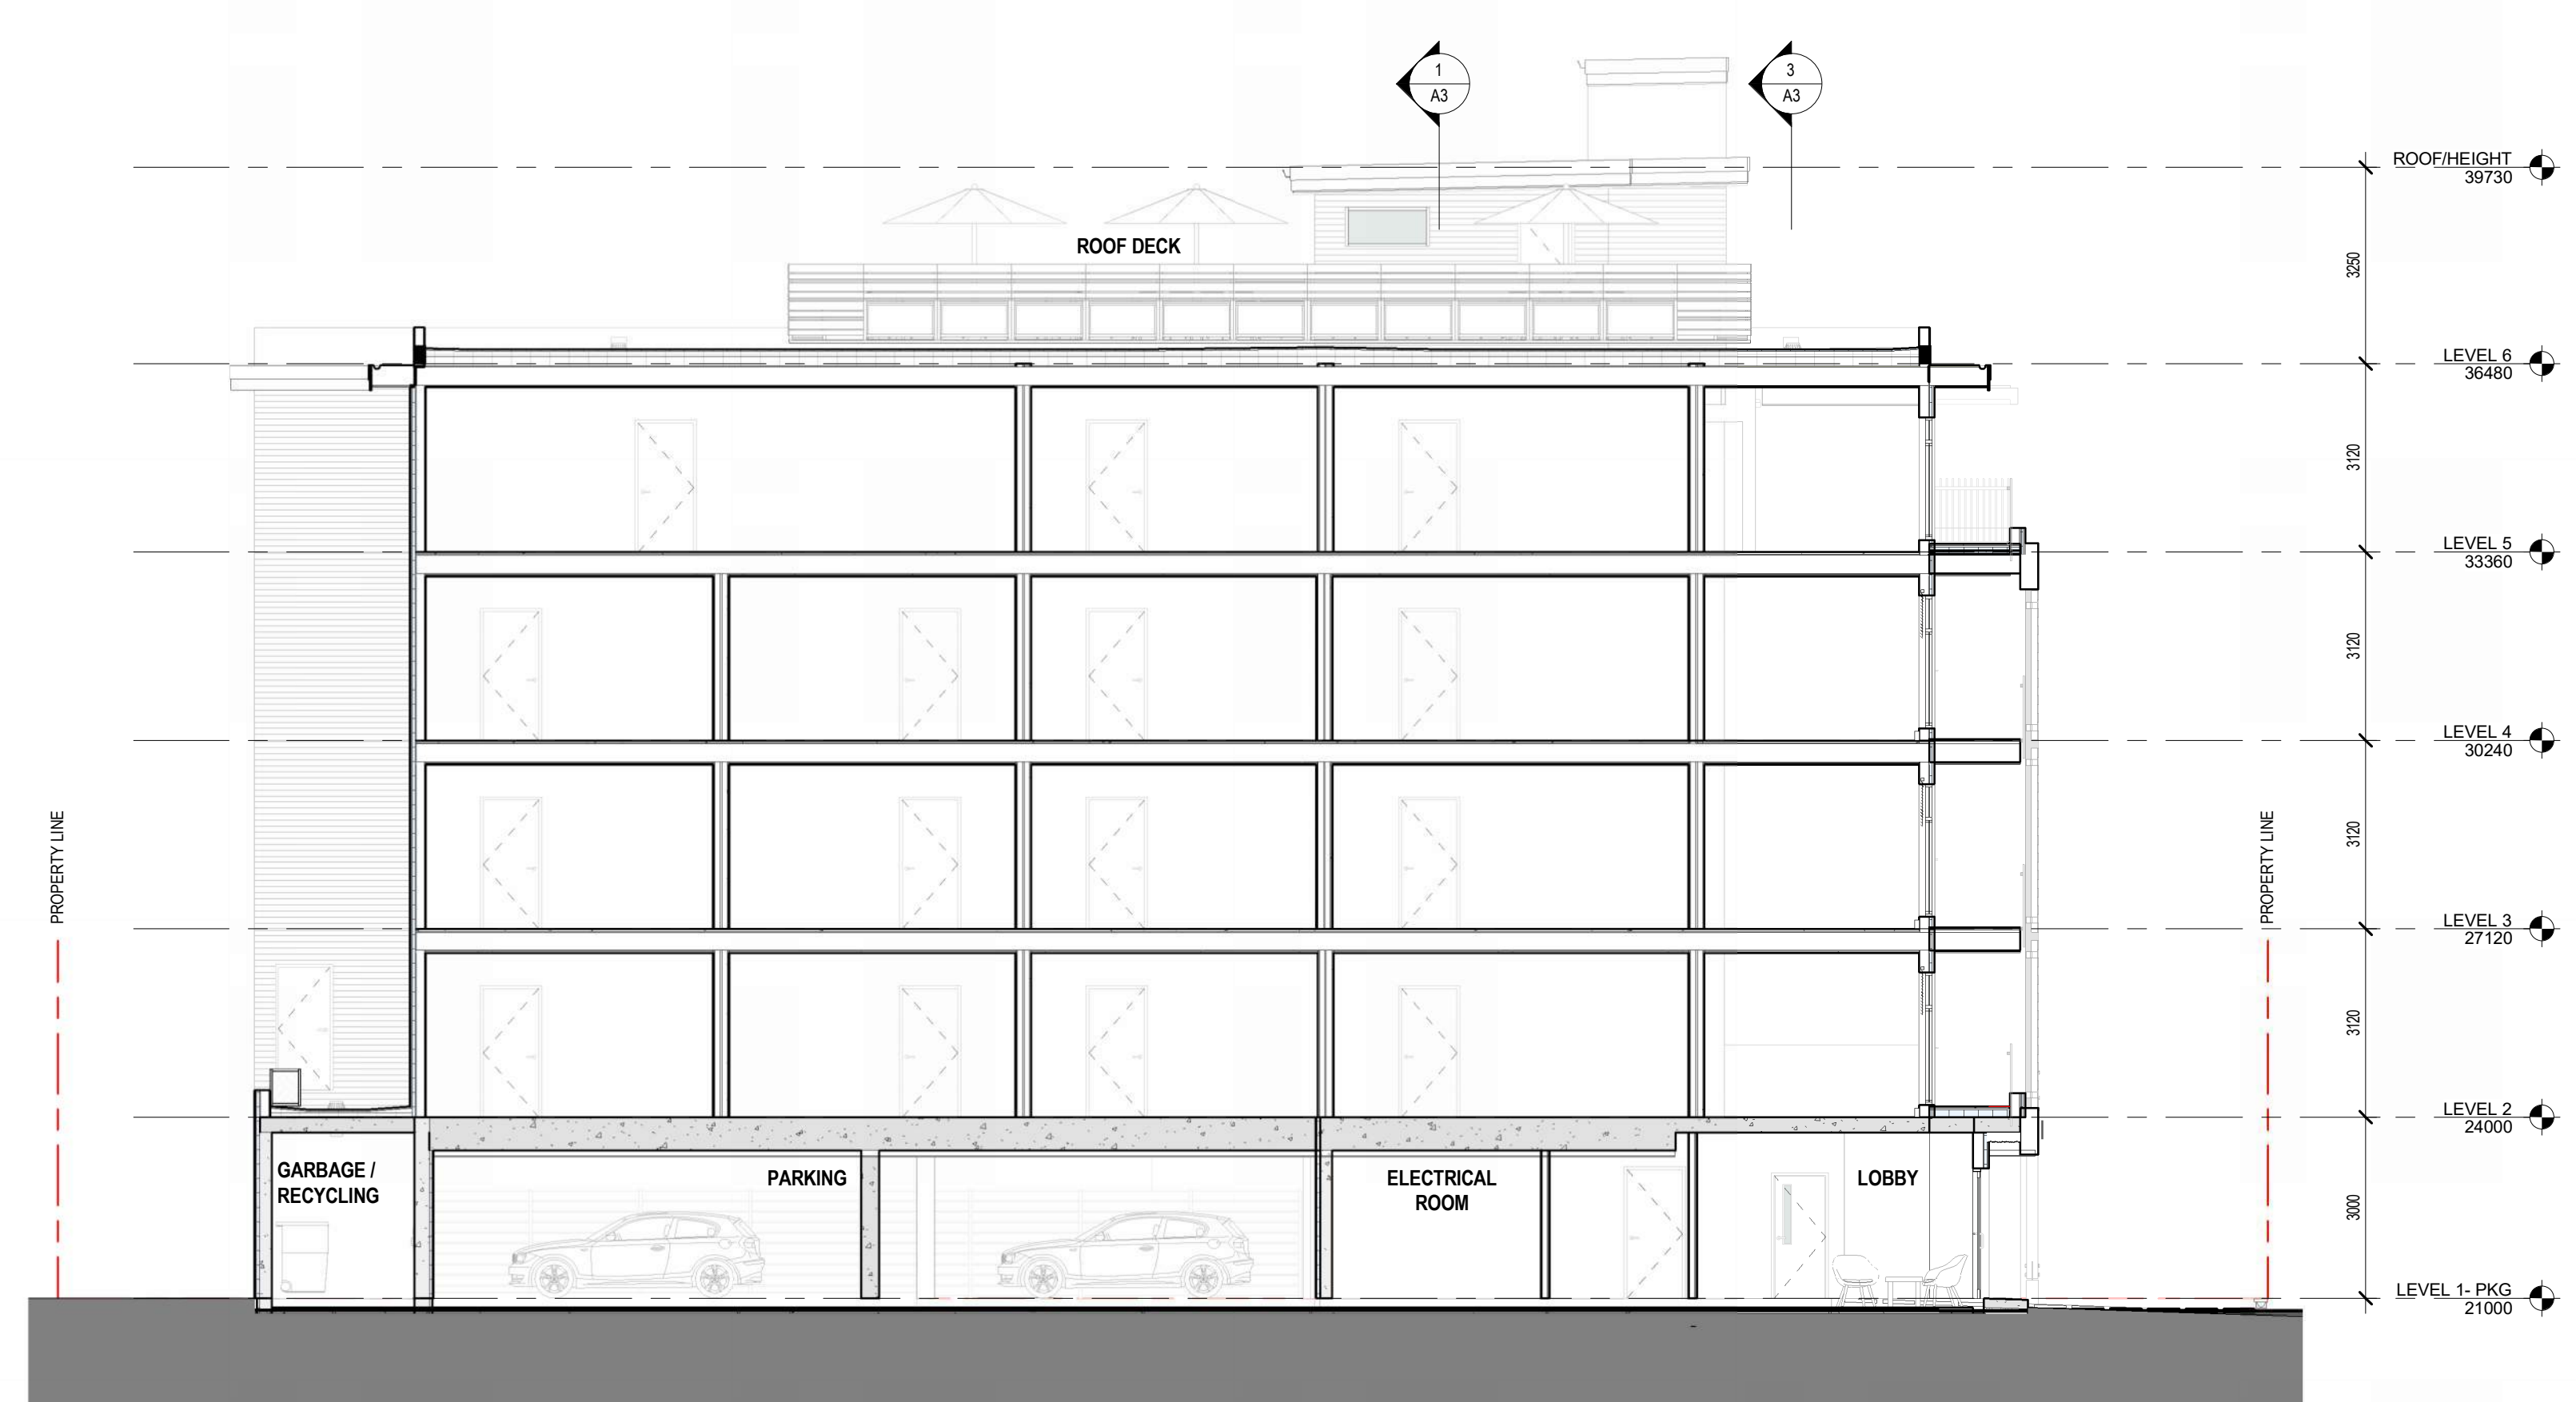 1
A3
3
A3
ROOF/HEIGHT
39730
ROOF DECK
3250
LEVEL 6
36480
3120
LEVEL 5
33360
3120
LEVEL 4
30240
3120
PROPERTY LINE
PROPERTY LINE
LEVEL 3
27120
3120
LEVEL 2
24000
GARBAGE /
RECYCLING
PARKING
ELECTRICAL
ROOM
LOBBY
3000
LEVEL 1- PKG
21000